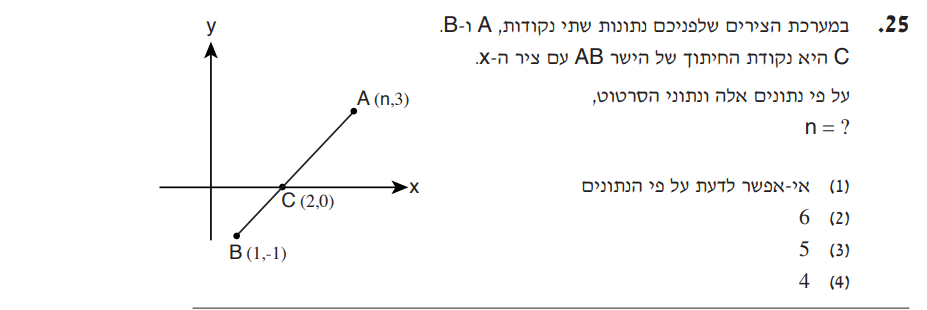 25. במערכת הצירים שלפניכם נתונות שתי נקודות, A ו-B.
C היא נקודת החיתוך של הישר AB עם ציר ה-x.
על פי נתונים אלה ונתוני הסרטוט,
n = ?
(1) אי-אפשר לדעת על פי הנתונים
(2) 6
(3) 5
(4) 4
y
A (n,3)
x
C (2,0)
B (1,-1)